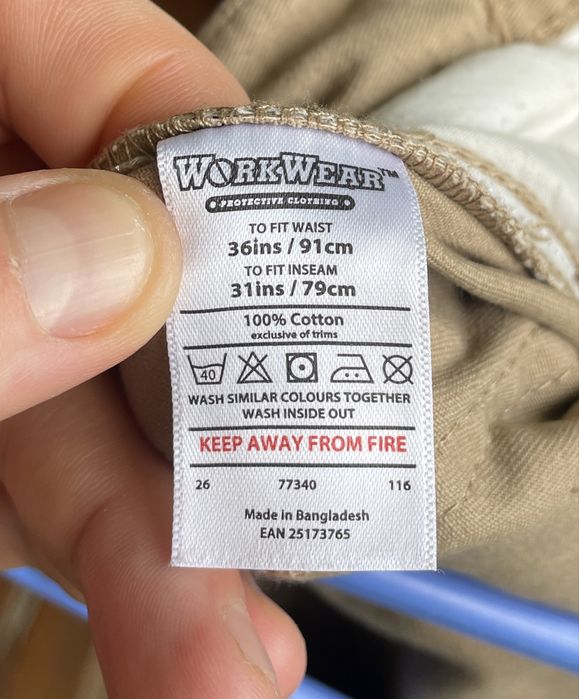 WORKWEAR™
PROTECTIVE CLOTHING
TO FIT WAIST
36ins / 91cm
TO FIT INSEAM
31ins / 79cm
100% Cotton
exclusive of trims
40
WASH SIMILAR COLOURS TOGETHER
WASH INSIDE OUT
KEEP AWAY FROM FIRE
26 77340 116
Made in Bangladesh
EAN 25173765